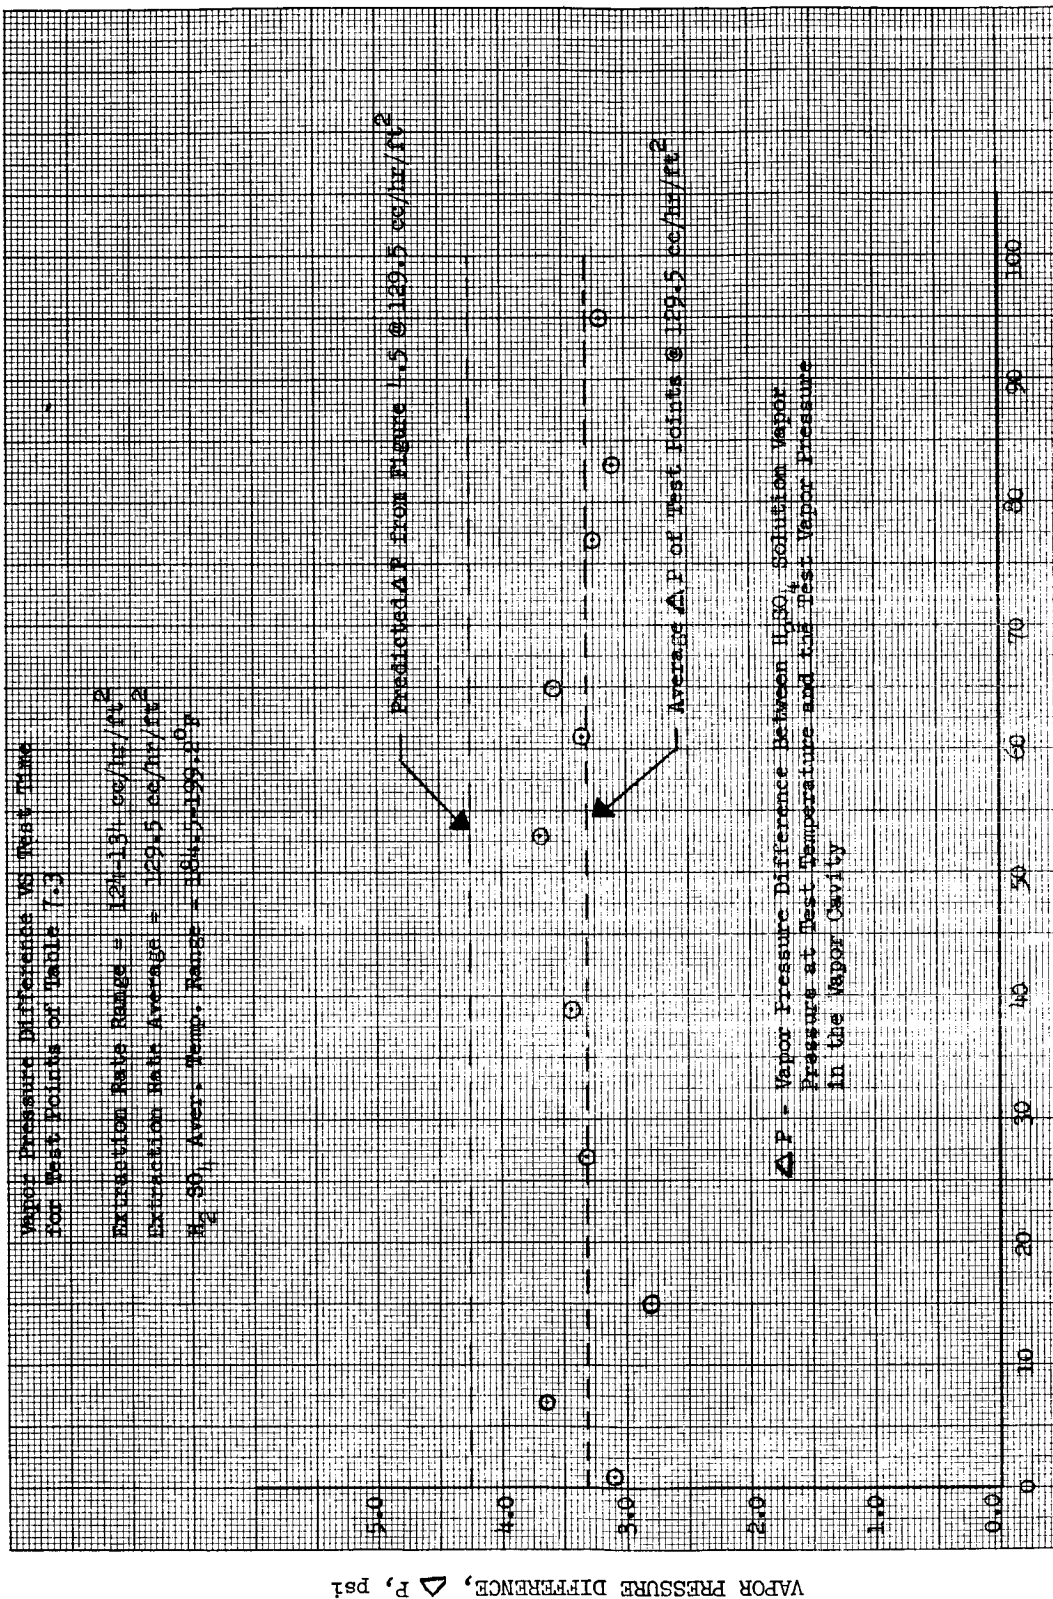 Vapor Pressure Difference VS Test Time
for Test Points of Table 7.3
Extraction Rate Range = 124-134 cc/hr/ft2
Extraction Rate Average = 129.5 cc/hr/ft2
H2 SO4 Aver. Temp. Range - 184.5-199.2°F
Predicted ΔP from Figure 4.5 @ 129.5 cc/hr/ft2
Average ΔP of Test Points @ 129.5 cc/hr/ft2
ΔP - Vapor Pressure Difference Between H2SO4 Solution Vapor
Pressure at Test Temperature and the Test Vapor Pressure
in the Vapor Cavity
VAPOR PRESSURE DIFFERENCE, Δ P, psi
5.0
4.0
3.0
2.0
1.0
0.0
0
10
20
30
40
50
60
70
80
90
100